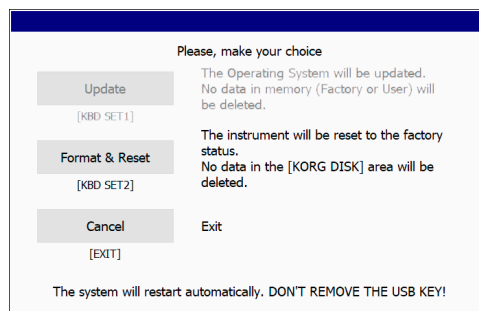 Please, make your choice
Update
[KBD SET1]
The Operating System will be updated.
No data in memory (Factory or User) will
be deleted.
Format & Reset
[KBD SET2]
The instrument will be reset to the factory
status.
No data in the [KORG DISK] area will be
deleted.
Cancel
[EXIT]
Exit
The system will restart automatically. DON'T REMOVE THE USB KEY!